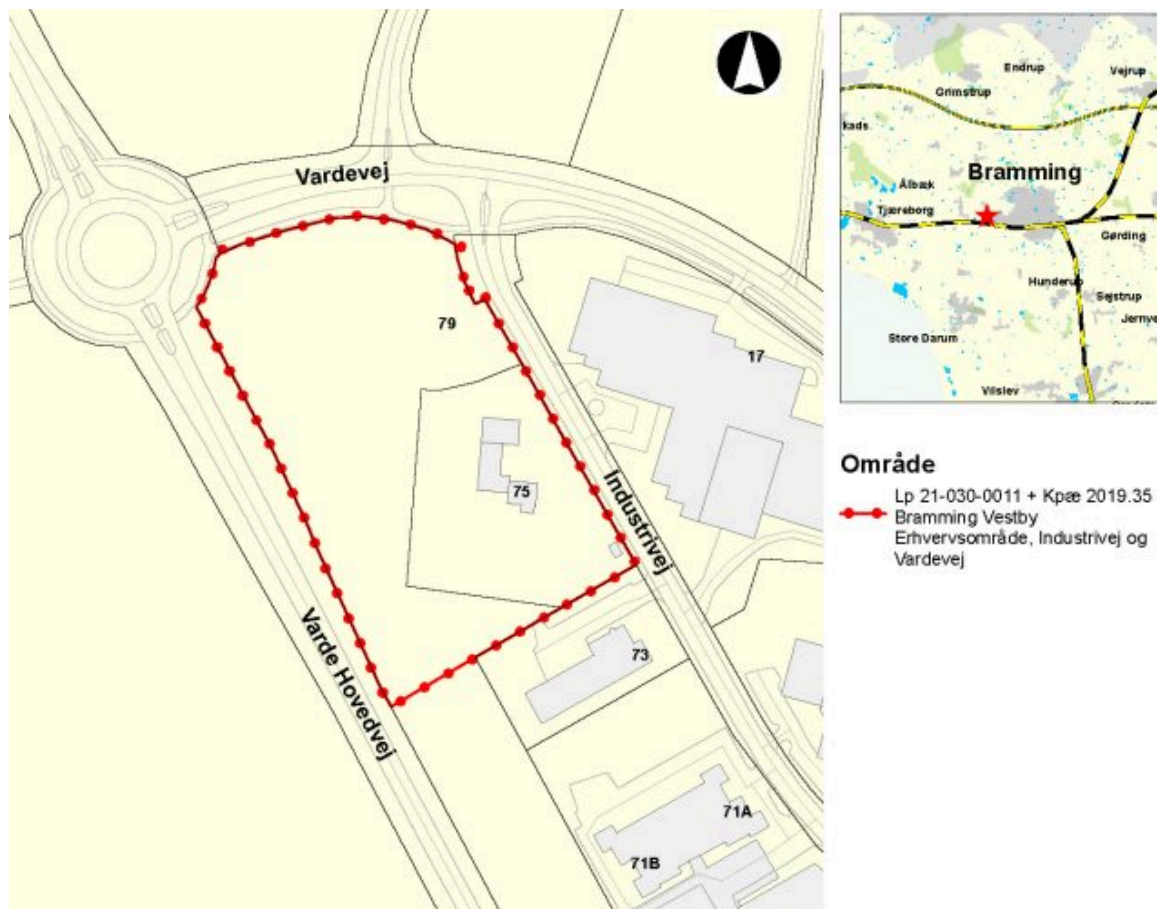 Vardevej
79
17
75
Industrivej
Varde Hovedvej
73
71A
71B
Endrup
Vejrup
Grimstrup
kads
Bramming
Ålbæk
Tjæreborg
Gørding
Hunderup
Sejstrup
Jernve
Store Darum
Vilslev
Område
Lp 21-030-0011 + Kpæ 2019.35
Bramming Vestby
Erhvervsområde, Industrivej og
Vardevej